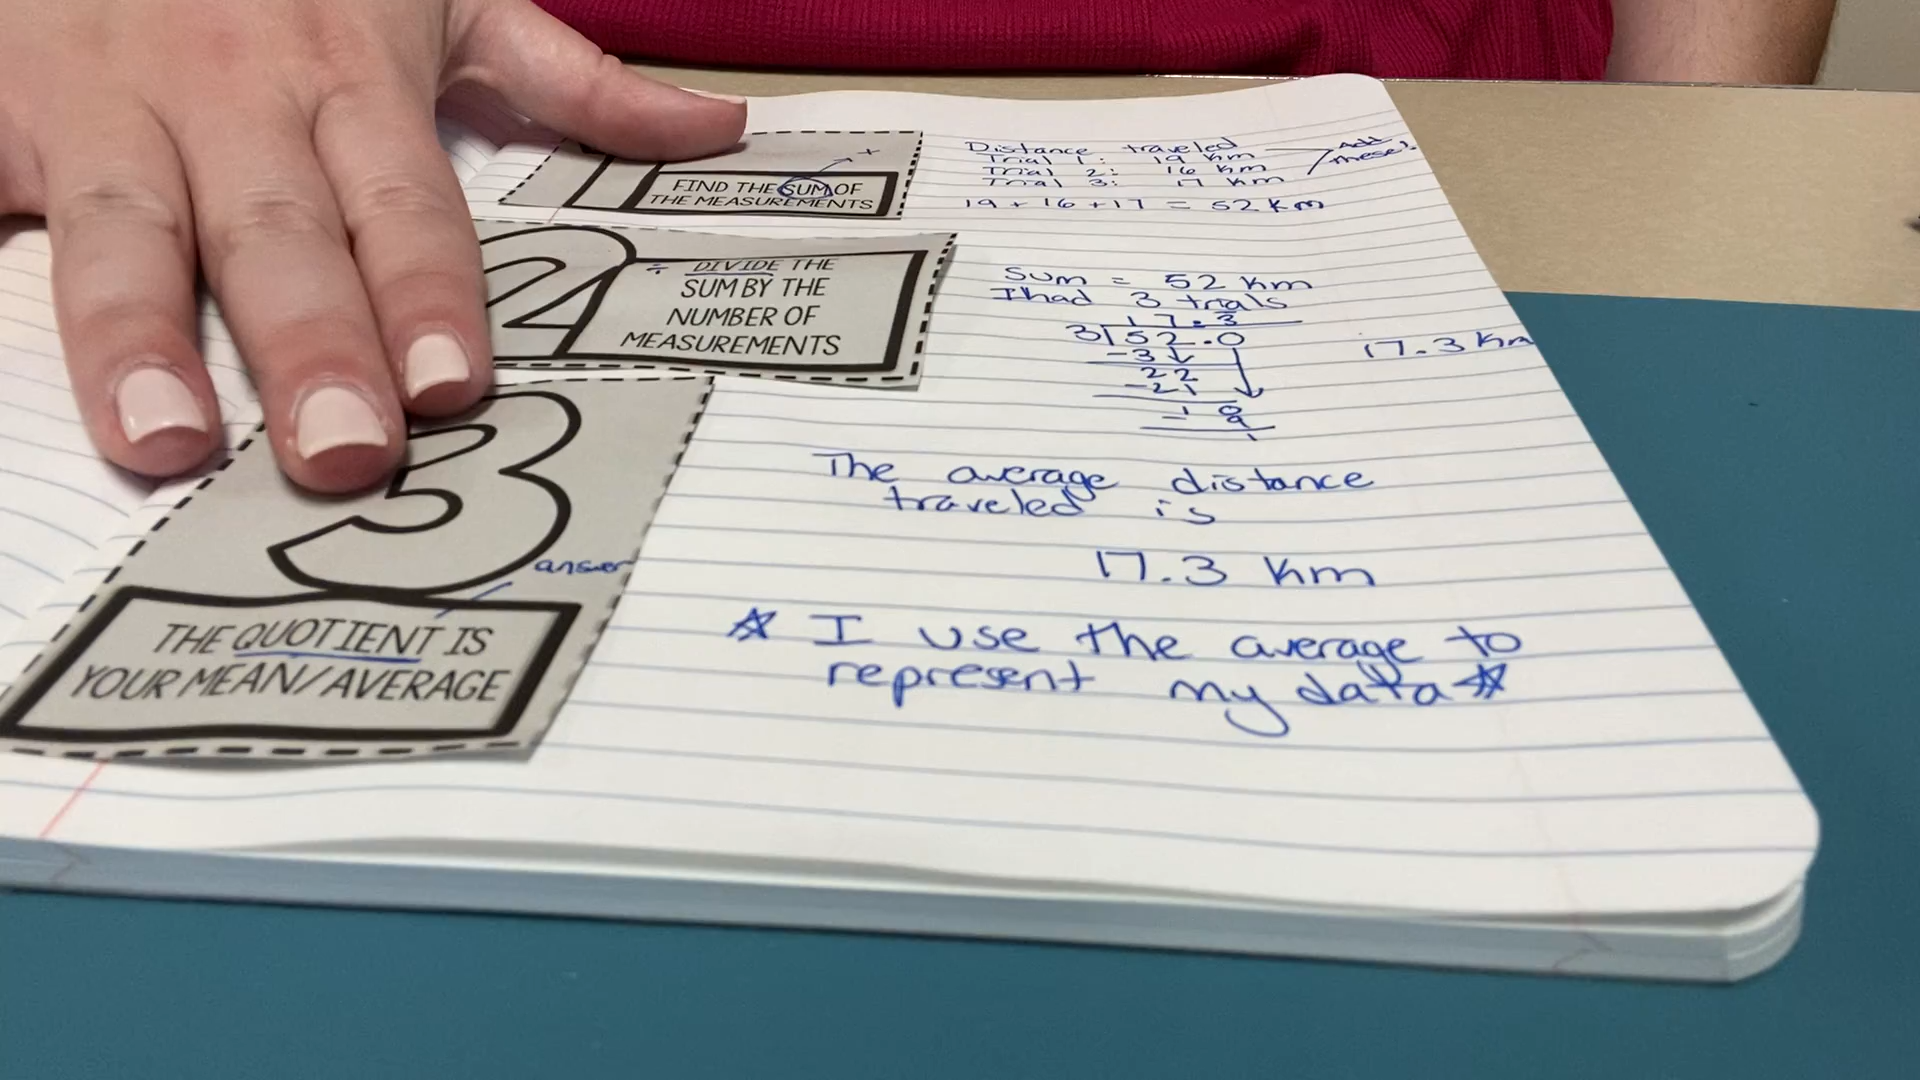 1
FIND THE SUM OF
THE MEASUREMENTS
+
Distance traveled
Trial 1: 19 km
Trial 2: 16 km
Trial 3: 17 km
Add
these!
19 + 16 + 17 = 52 km
2
÷ DIVIDE THE
SUM BY THE
NUMBER OF
MEASUREMENTS
Sum = 52 km
I had 3 trials
17.3
3)52.0
-3
22
-21
10
- 9
1
17.3 km
3
answer
THE QUOTIENT IS
YOUR MEAN/AVERAGE
The average distance
traveled is
17.3 km
☆ I use the average to
represent my data ☆